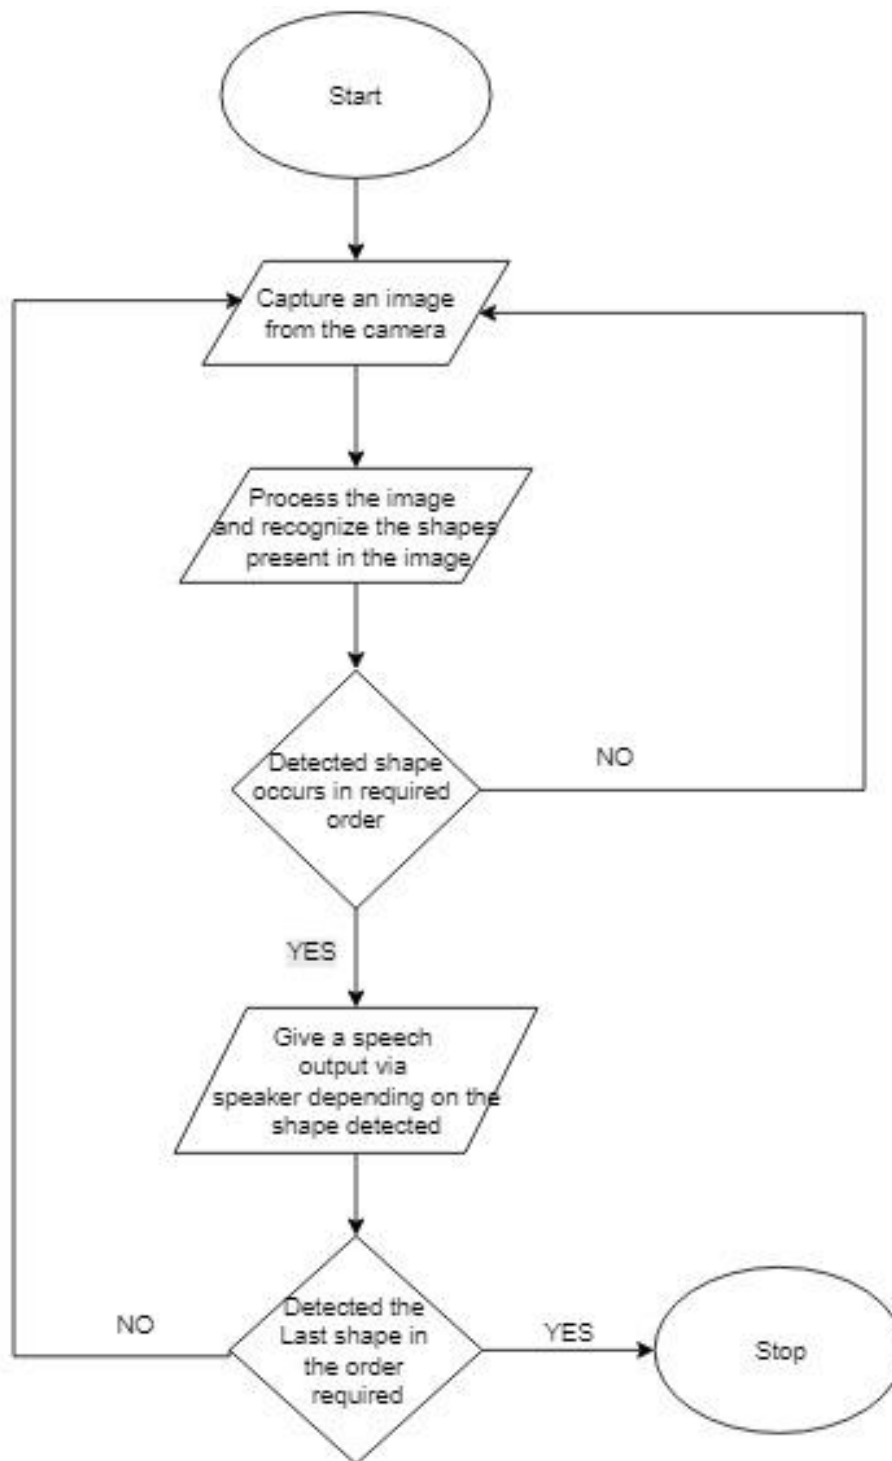 Start
Capture an image
from the camera
Process the image
and recognize the shapes
present in the image
Detected shape
occurs in required
order
NO
YES
Give a speech
output via
speaker depending on the
shape detected
Detected the
Last shape in
the order
required
NO
YES
Stop